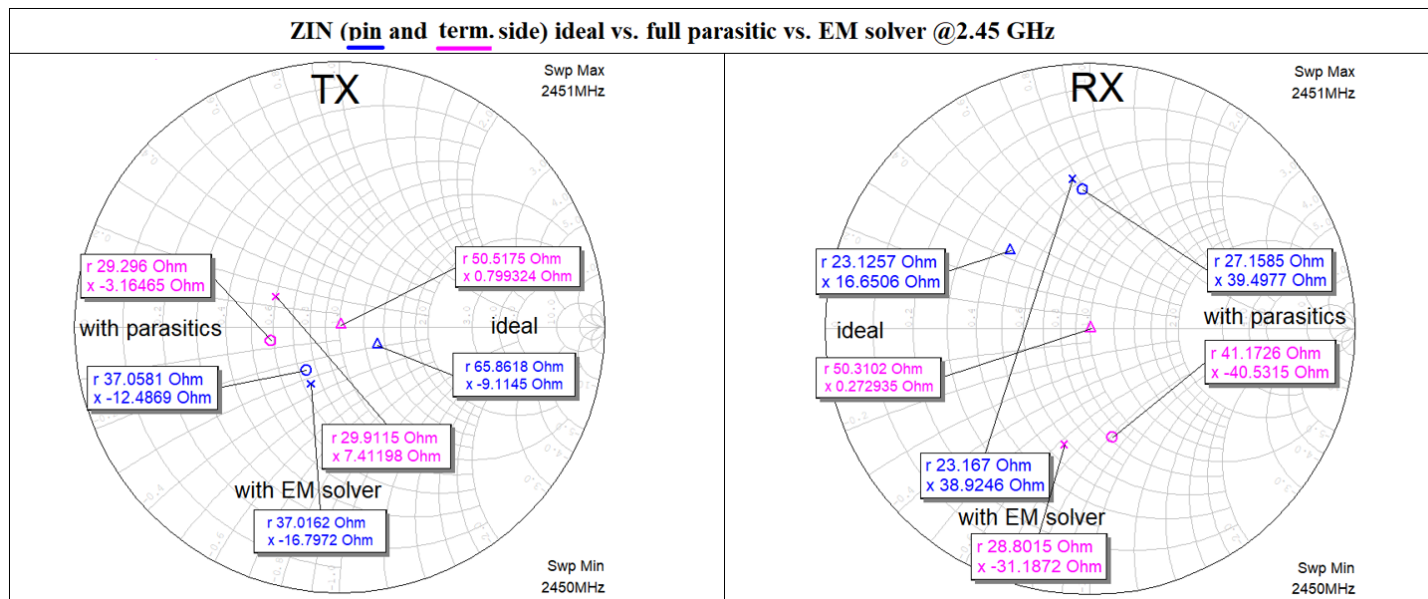 ZIN (pin and term. side) ideal vs. full parasitic vs. EM solver @2.45 GHz
TX
Swp Max
2451MHz
r 29.296 Ohm
x -3.16465 Ohm
r 50.5175 Ohm
x 0.799324 Ohm
with parasitics
ideal
r 37.0581 Ohm
x -12.4869 Ohm
r 65.8618 Ohm
x -9.1145 Ohm
r 29.9115 Ohm
x 7.41198 Ohm
with EM solver
r 37.0162 Ohm
x -16.7972 Ohm
Swp Min
2450MHz
RX
Swp Max
2451MHz
r 23.1257 Ohm
x 16.6506 Ohm
r 27.1585 Ohm
x 39.4977 Ohm
ideal
with parasitics
r 50.3102 Ohm
x 0.272935 Ohm
r 41.1726 Ohm
x -40.5315 Ohm
r 23.167 Ohm
x 38.9246 Ohm
with EM solver
r 28.8015 Ohm
x -31.1872 Ohm
Swp Min
2450MHz